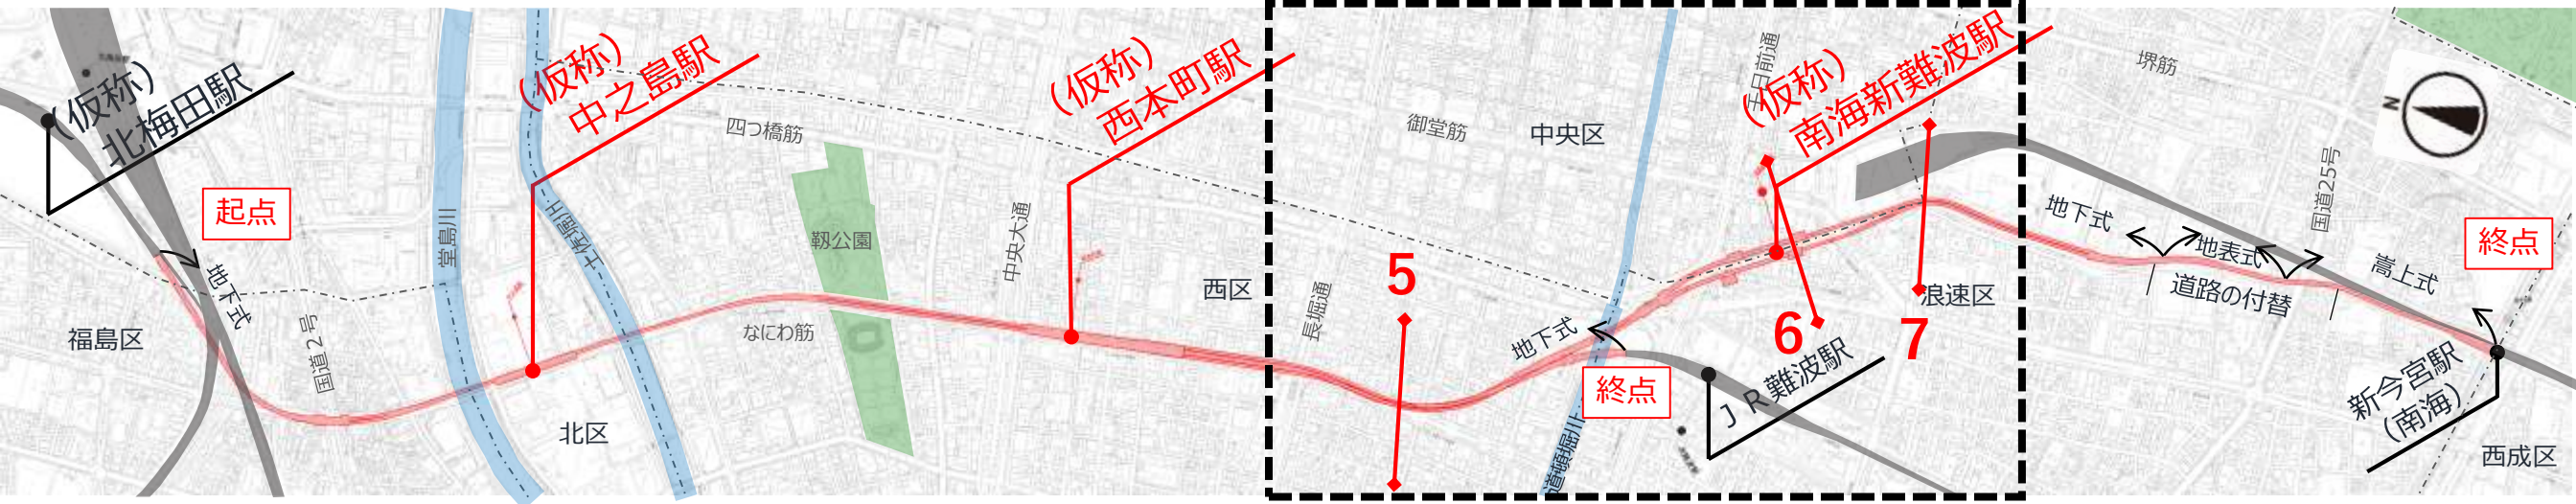 （仮称）
北梅田駅
起点
地下式
福島区
国道２号
堂島川
土佐堀川
（仮称）
中之島駅
北区
四つ橋筋
靱公園
なにわ筋
中央大通
（仮称）
西本町駅
西区
長堀通
5
御堂筋
中央区
地下式
終点
道頓堀川
千日前通
（仮称）
南海新難波駅
6
ＪＲ難波駅
7
浪速区
堺筋
N
地下式
地表式
道路の付替
国道25号
嵩上式
終点
新今宮駅
（南海）
西成区